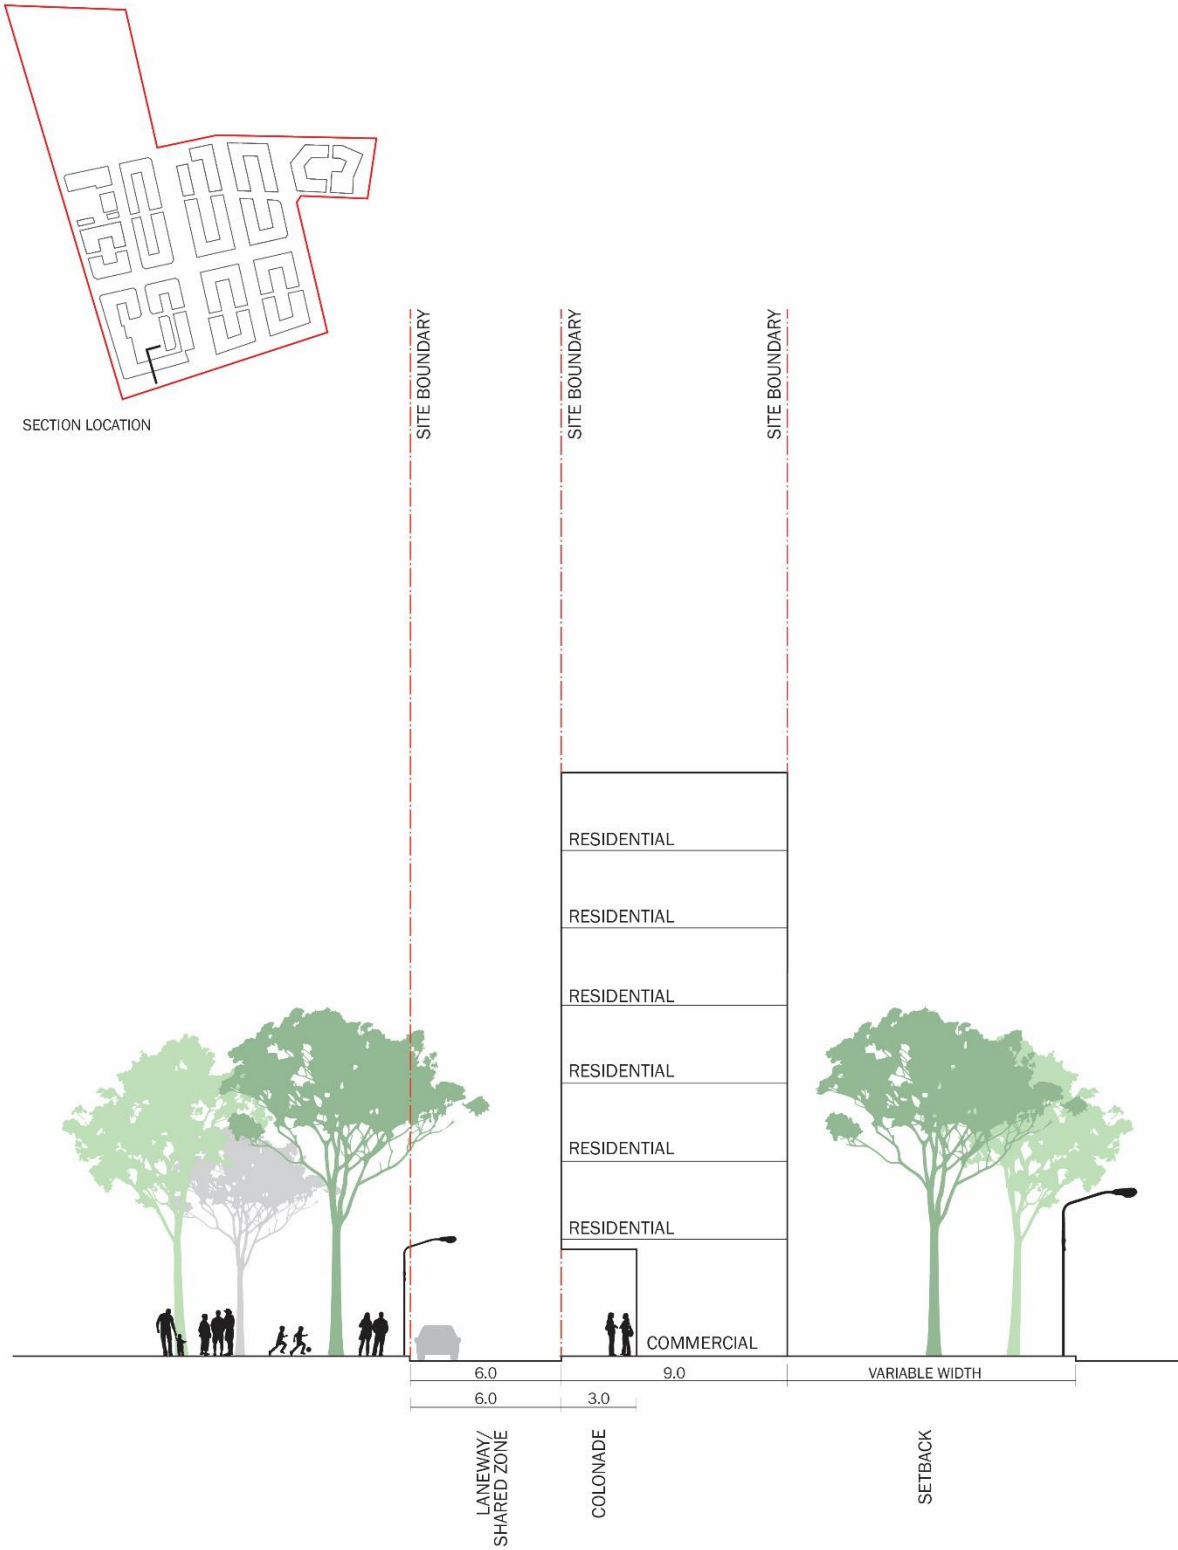 SECTION LOCATION
SITE BOUNDARY
SITE BOUNDARY
SITE BOUNDARY
RESIDENTIAL
RESIDENTIAL
RESIDENTIAL
RESIDENTIAL
RESIDENTIAL
RESIDENTIAL
COMMERCIAL
6.0
9.0
VARIABLE WIDTH
6.0
3.0
LANEWAY/
SHARED ZONE
COLONADE
SETBACK